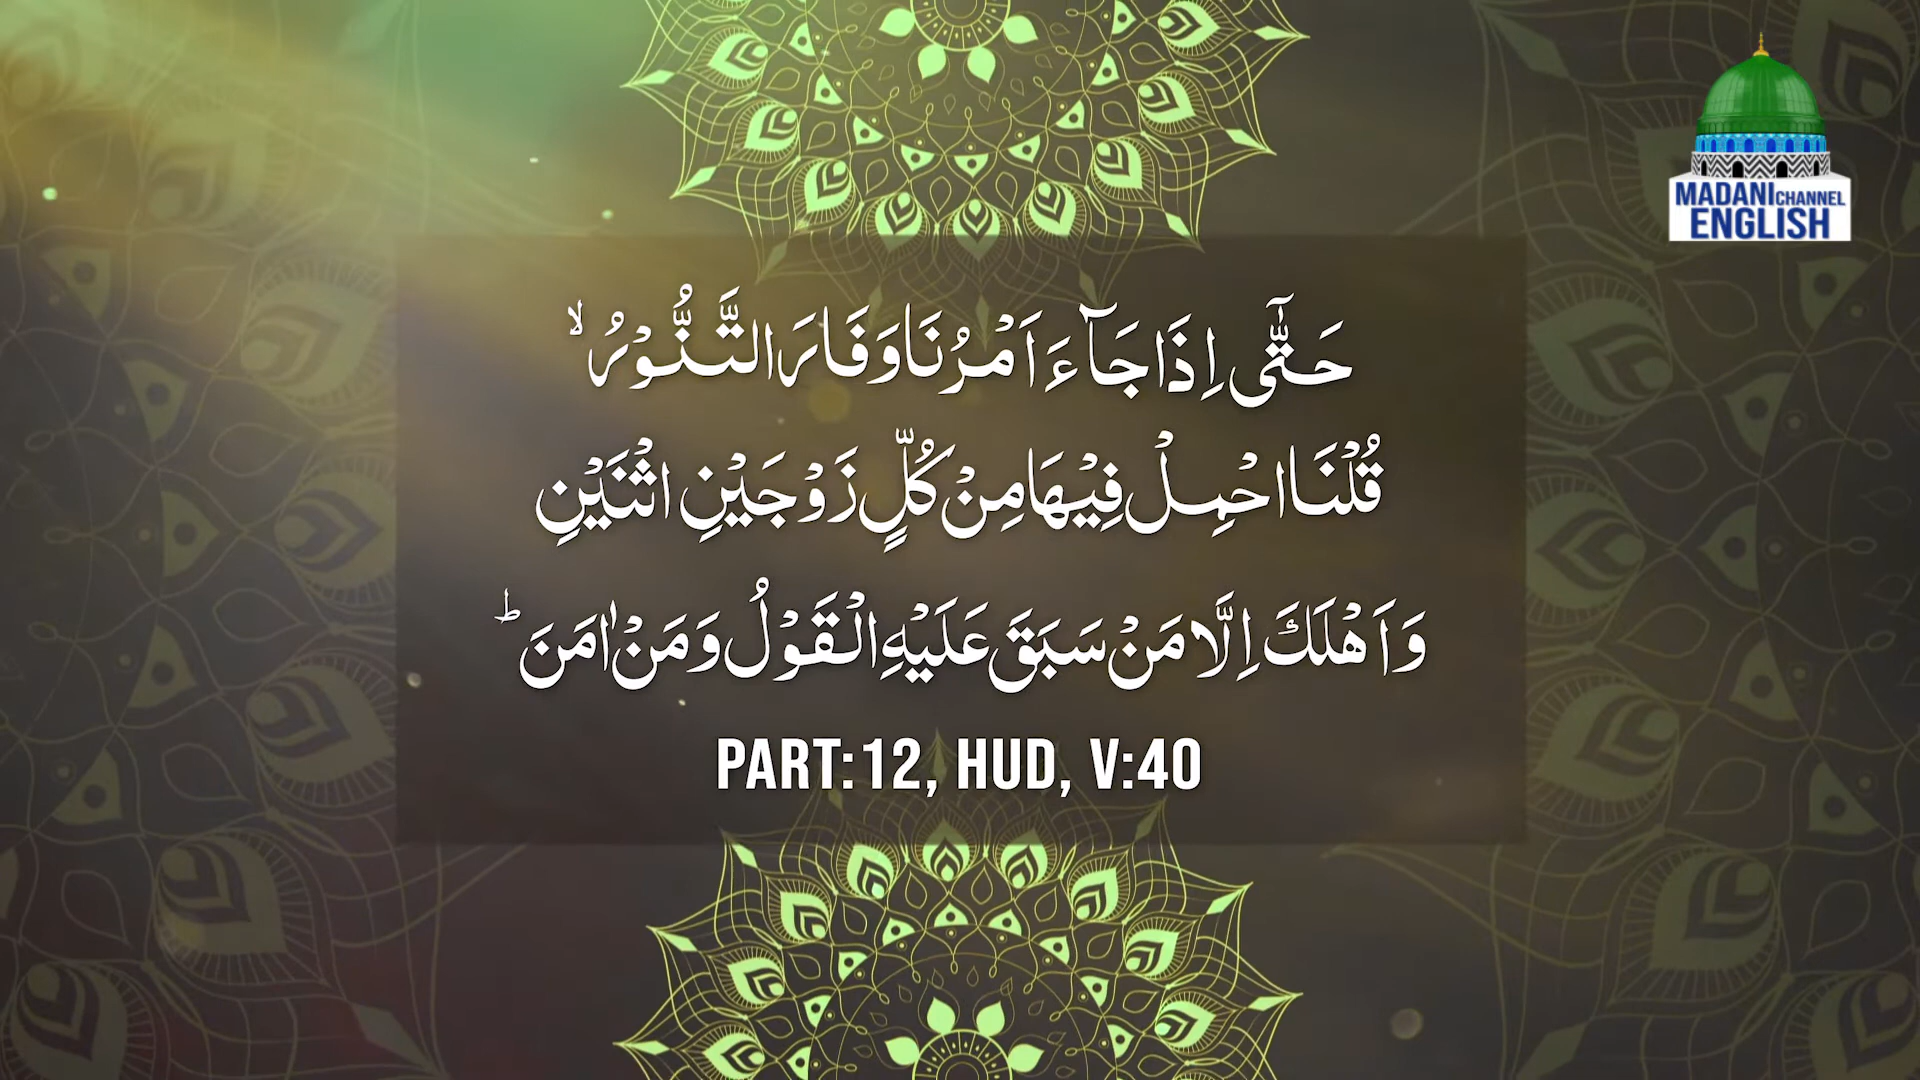 MADANI CHANNEL
ENGLISH
حَتّٰۤى اِذَا جَآءَ اَمْرُنَا وَ فَارَ التَّنُّوْرُۙ
قُلْنَا احْمِلْ فِیْهَا مِنْ كُلٍّ زَوْجَیْنِ اثْنَیْنِ
وَ اَهْلَكَ اِلَّا مَنْ سَبَقَ عَلَیْهِ الْقَوْلُ وَ مَنْ اٰمَنَؕ
PART:12, HUD, V:40